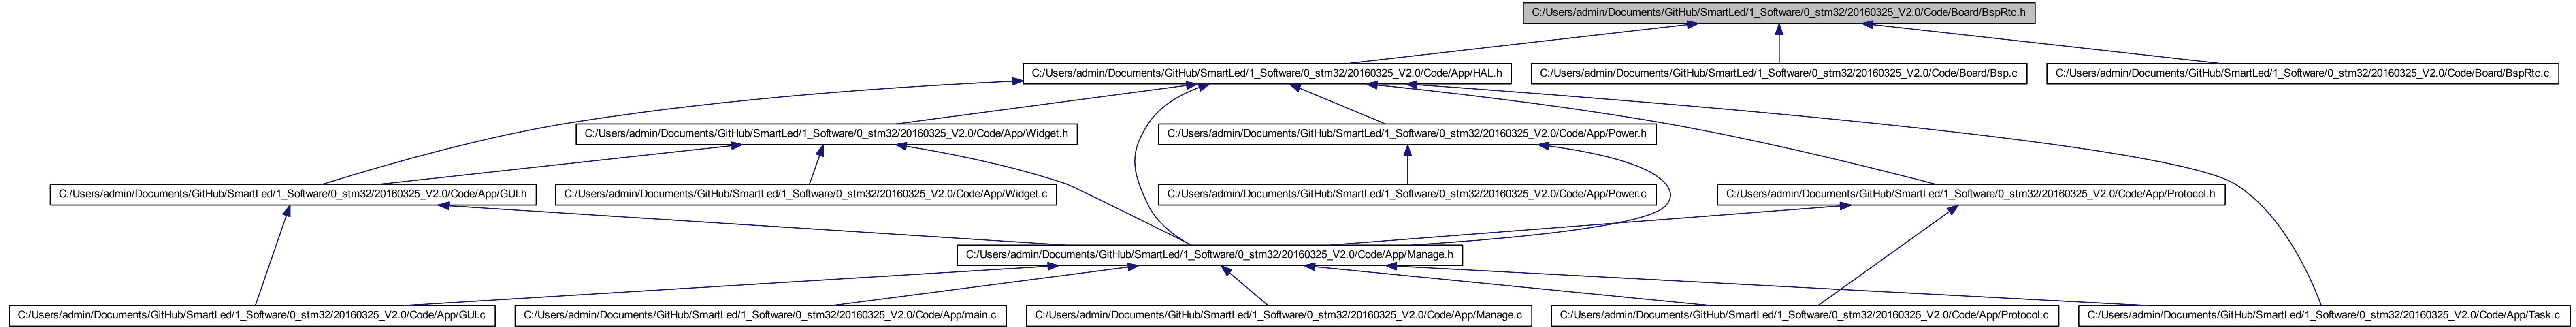 C:/Users/admin/Documents/GitHub/SmartLed/1_Software/0_stm32/20160325_V2.0/Code/Board/BspRtc.h
C:/Users/admin/Documents/GitHub/SmartLed/1_Software/0_stm32/20160325_V2.0/Code/App/HAL.h
C:/Users/admin/Documents/GitHub/SmartLed/1_Software/0_stm32/20160325_V2.0/Code/Board/Bsp.c
C:/Users/admin/Documents/GitHub/SmartLed/1_Software/0_stm32/20160325_V2.0/Code/Board/BspRtc.c
C:/Users/admin/Documents/GitHub/SmartLed/1_Software/0_stm32/20160325_V2.0/Code/App/Widget.h
C:/Users/admin/Documents/GitHub/SmartLed/1_Software/0_stm32/20160325_V2.0/Code/App/Power.h
C:/Users/admin/Documents/GitHub/SmartLed/1_Software/0_stm32/20160325_V2.0/Code/App/GUI.h
C:/Users/admin/Documents/GitHub/SmartLed/1_Software/0_stm32/20160325_V2.0/Code/App/Widget.c
C:/Users/admin/Documents/GitHub/SmartLed/1_Software/0_stm32/20160325_V2.0/Code/App/Power.c
C:/Users/admin/Documents/GitHub/SmartLed/1_Software/0_stm32/20160325_V2.0/Code/App/Protocol.h
C:/Users/admin/Documents/GitHub/SmartLed/1_Software/0_stm32/20160325_V2.0/Code/App/Manage.h
C:/Users/admin/Documents/GitHub/SmartLed/1_Software/0_stm32/20160325_V2.0/Code/App/GUI.c
C:/Users/admin/Documents/GitHub/SmartLed/1_Software/0_stm32/20160325_V2.0/Code/App/main.c
C:/Users/admin/Documents/GitHub/SmartLed/1_Software/0_stm32/20160325_V2.0/Code/App/Manage.c
C:/Users/admin/Documents/GitHub/SmartLed/1_Software/0_stm32/20160325_V2.0/Code/App/Protocol.c
C:/Users/admin/Documents/GitHub/SmartLed/1_Software/0_stm32/20160325_V2.0/Code/App/Task.c